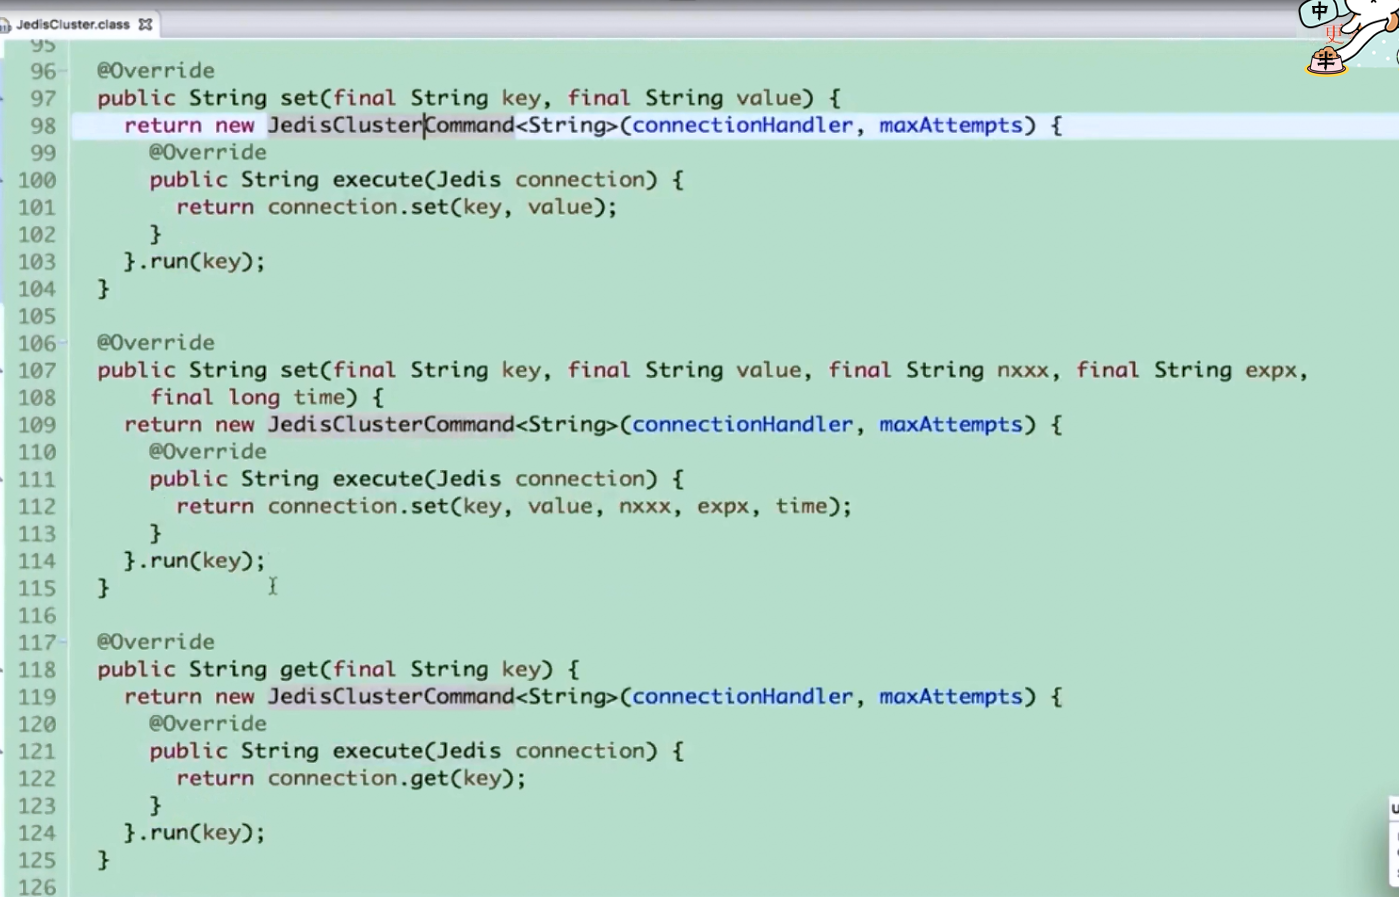 JedisCluster.class
中
更
半
95
96 @Override
97 public String set(final String key, final String value) {
98 return new JedisClusterCommand<String>(connectionHandler, maxAttempts) {
99 @Override
100 public String execute(Jedis connection) {
101 return connection.set(key, value);
102 }
103 }.run(key);
104 }
105
106 @Override
107 public String set(final String key, final String value, final String nxxx, final String expx,
108 final long time) {
109 return new JedisClusterCommand<String>(connectionHandler, maxAttempts) {
110 @Override
111 public String execute(Jedis connection) {
112 return connection.set(key, value, nxxx, expx, time);
113 }
114 }.run(key);
115 }
116
117 @Override
118 public String get(final String key) {
119 return new JedisClusterCommand<String>(connectionHandler, maxAttempts) {
120 @Override
121 public String execute(Jedis connection) {
122 return connection.get(key);
123 }
124 }.run(key);
125 }
126